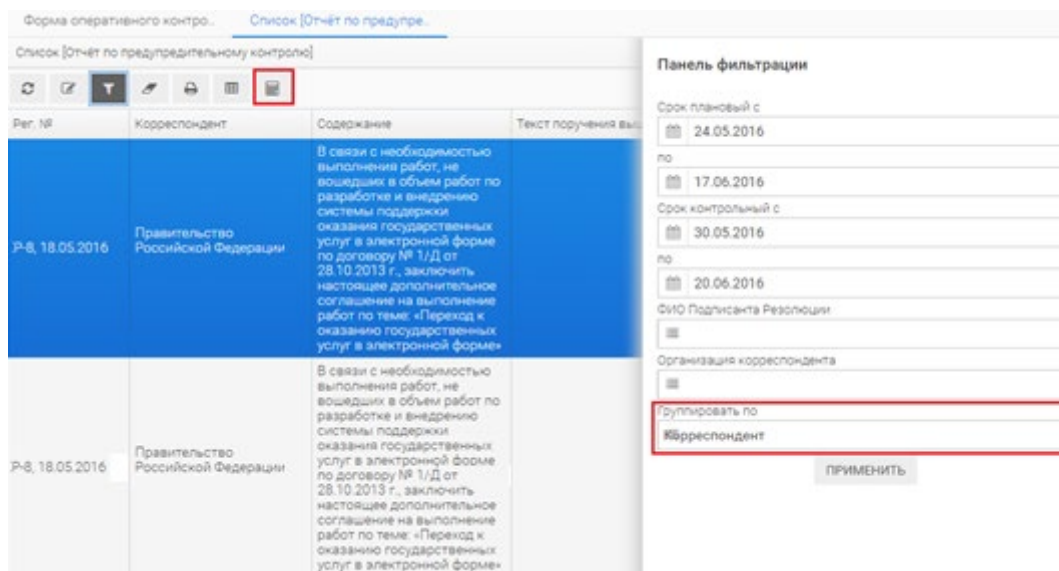 Форма оперативного контро..
Список [Отчёт по предупре..
Список [Отчёт по предупредительному контролю]
Рег. №
Корреспондент
Содержание
Текст поручения выш
.Р-8, 18.05.2016
Правительство
Российской Федерации
В связи с необходимостью
выполнения работ, не
вошедших в объем работ по
разработке и внедрению
системы поддержки
оказания государственных
услуг в электронной форме
по договору № 1/Д от
28.10.2013 г., заключить
настоящее дополнительное
соглашение на выполнение
работ по теме: «Переход к
оказанию государственных
услуг в электронной форме»
.Р-8, 18.05.2016
Правительство
Российской Федерации
В связи с необходимостью
выполнения работ, не
вошедших в объем работ по
разработке и внедрению
системы поддержки
оказания государственных
услуг в электронной форме
по договору № 1/Д от
28.10.2013 г., заключить
настоящее дополнительное
соглашение на выполнение
работ по теме: «Переход к
оказанию государственных
услуг в электронной форме»
Панель фильтрации
Срок плановый с
24.05.2016
по
17.06.2016
Срок контрольный с
30.05.2016
по
20.06.2016
ФИО Подписанта Резолюции
Организация корреспондента
Группировать по
Корреспондент
ПРИМЕНИТЬ